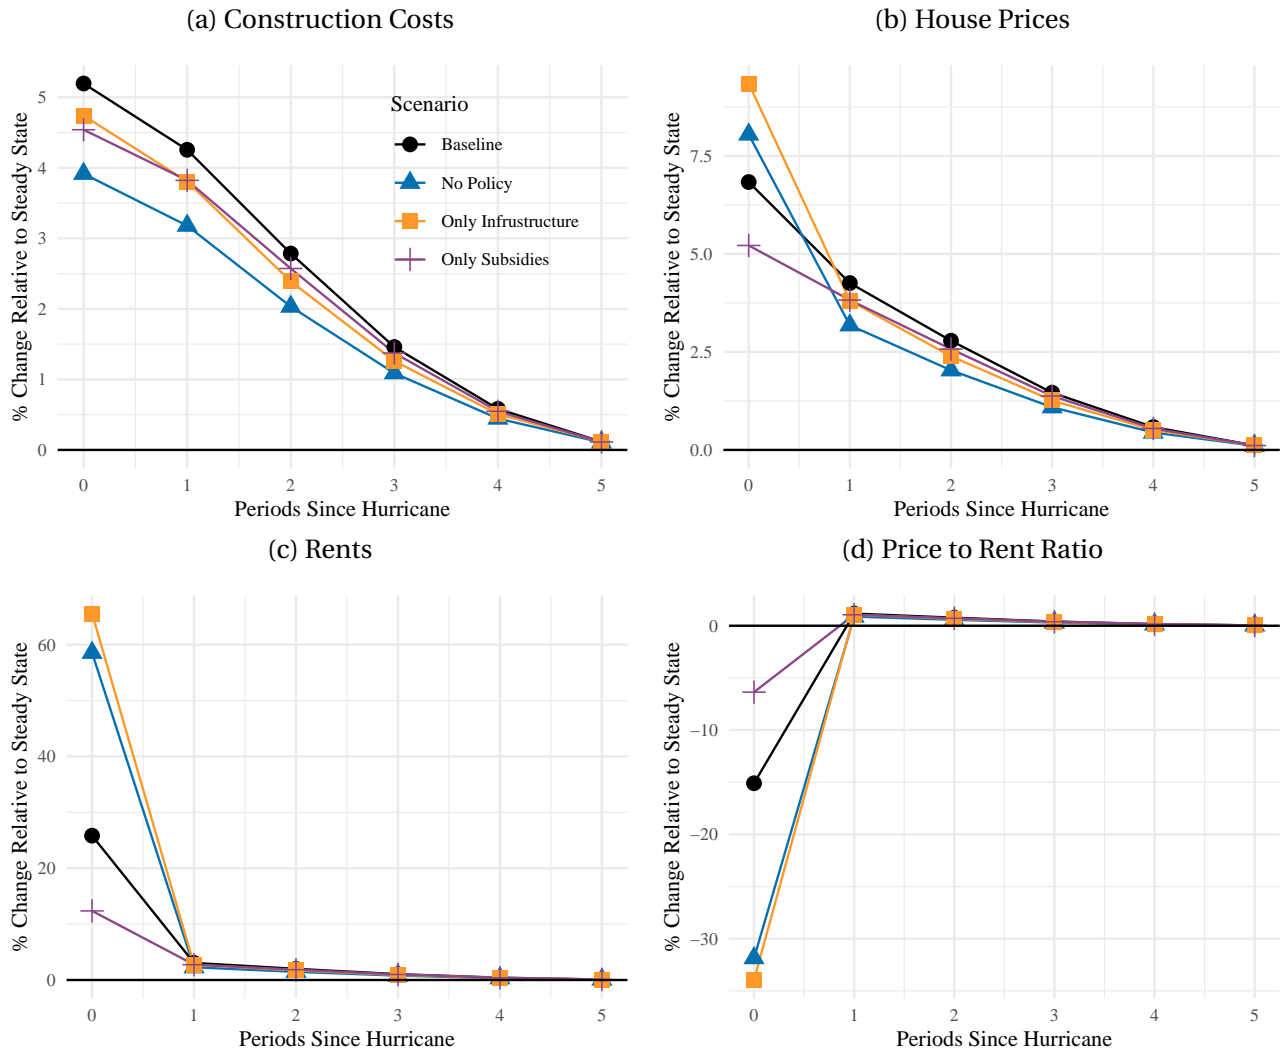 (a) Construction Costs
% Change Relative to Steady State
5
4
3
2
1
0
Scenario
Baseline
No Policy
Only Infrustructure
Only Subsidies
0 1 2 3 4 5
Periods Since Hurricane
(b) House Prices
% Change Relative to Steady State
7.5
5.0
2.5
0.0
0 1 2 3 4 5
Periods Since Hurricane
(c) Rents
% Change Relative to Steady State
60
40
20
0
0 1 2 3 4 5
Periods Since Hurricane
(d) Price to Rent Ratio
% Change Relative to Steady State
0
−10
−20
−30
0 1 2 3 4 5
Periods Since Hurricane